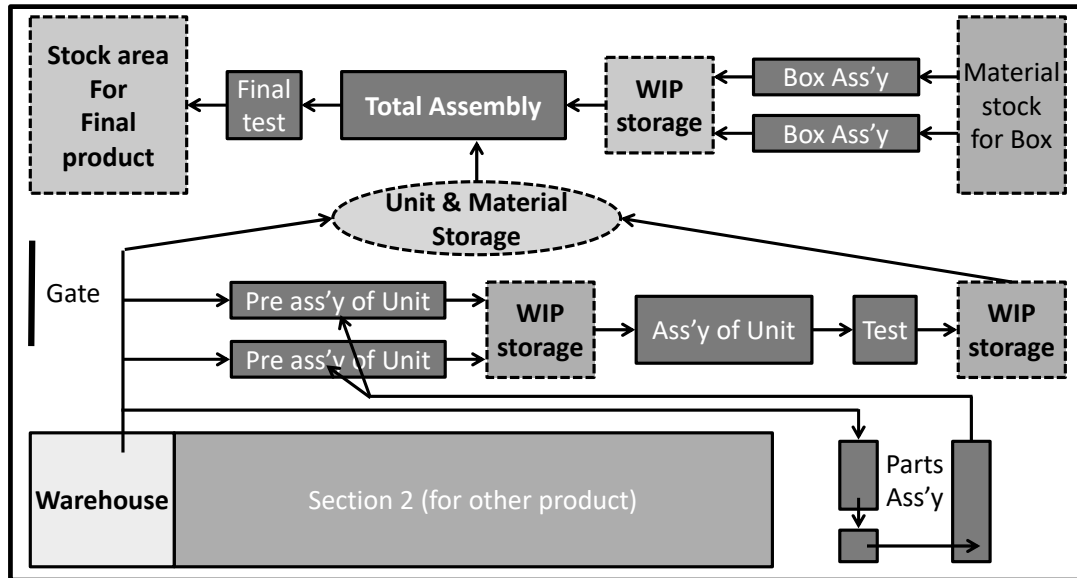 Stock area
For
Final
product
Final
test
Total Assembly
WIP
storage
Box Ass'y
Box Ass'y
Material
stock
for Box
Unit & Material
Storage
Gate
Pre ass'y of Unit
Pre ass'y of Unit
WIP
storage
Ass'y of Unit
Test
WIP
storage
Warehouse
Section 2 (for other product)
Parts
Ass'y